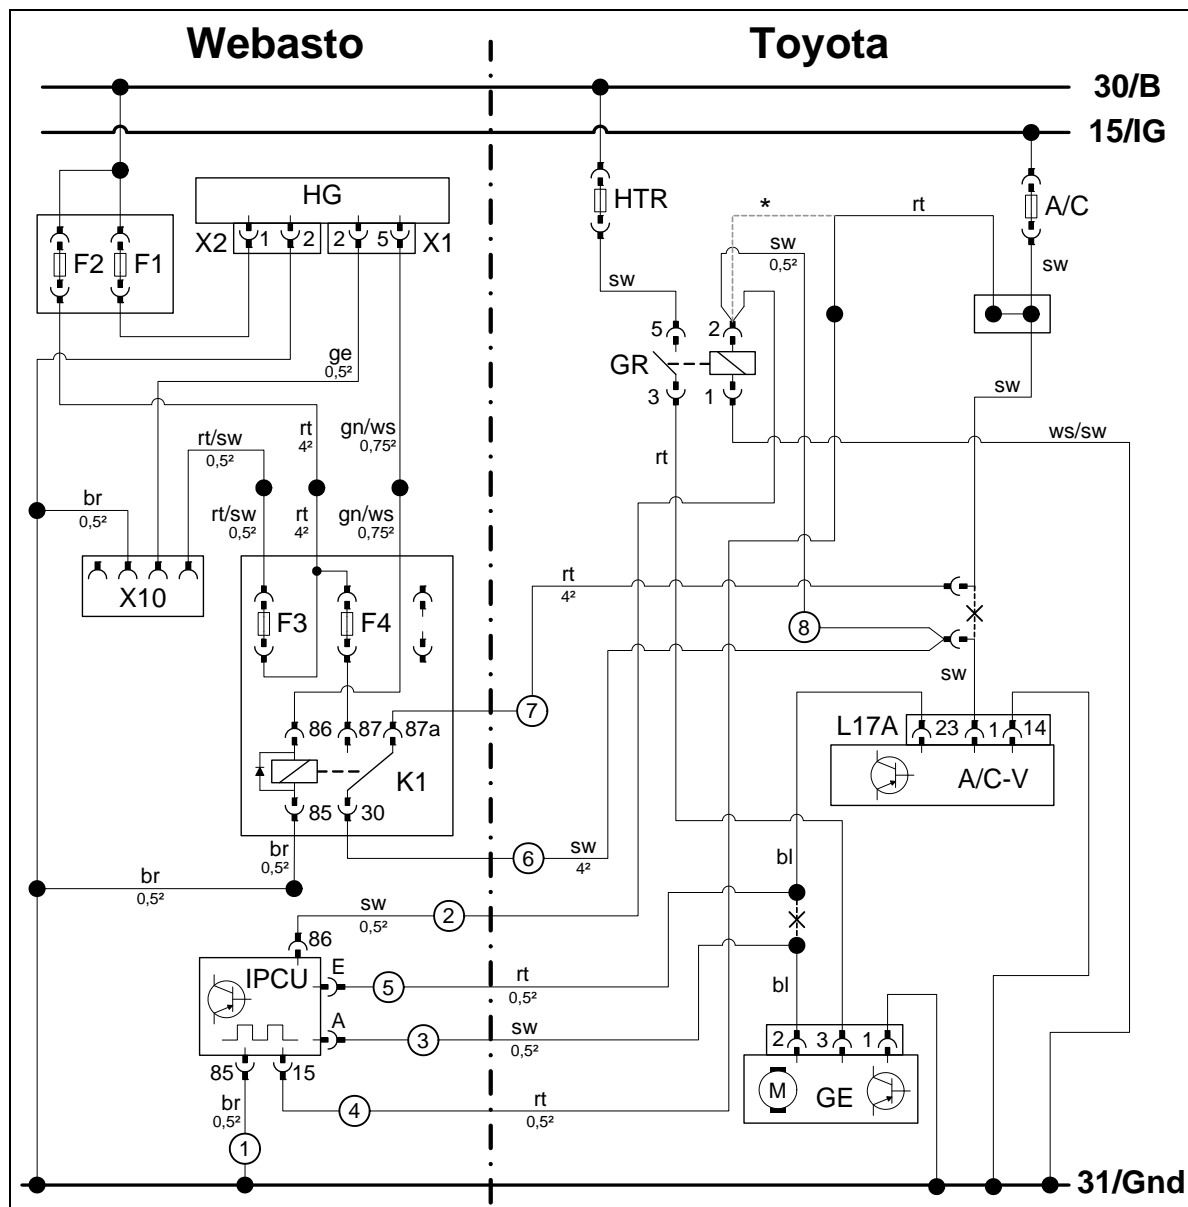 Webasto Toyota
30/B
15/IG
HG
HTR
*
rt
A/C
X2 1 2 2 5 X1
F2 F1
sw
0,5²
sw
sw
5 2
ge
0,5²
GR
3 1
sw
rt
4²
gn/ws
0,75²
rt/sw
0,5²
rt
ws/sw
br
0,5²
rt/sw
0,5²
rt
4²
gn/ws
0,75²
X10
rt
4²
F3 F4
8
sw
7
86 87 87a
L17A 23 1 14
K1
A/C-V
85 30
br
0,5²
6
sw
4²
bl
br
0,5²
sw
0,5²
2
86
IPCU E
5
rt
0,5²
bl
A
3
sw
0,5²
2 3 1
85 15
M GE
br
0,5²
4
rt
0,5²
1
31/Gnd